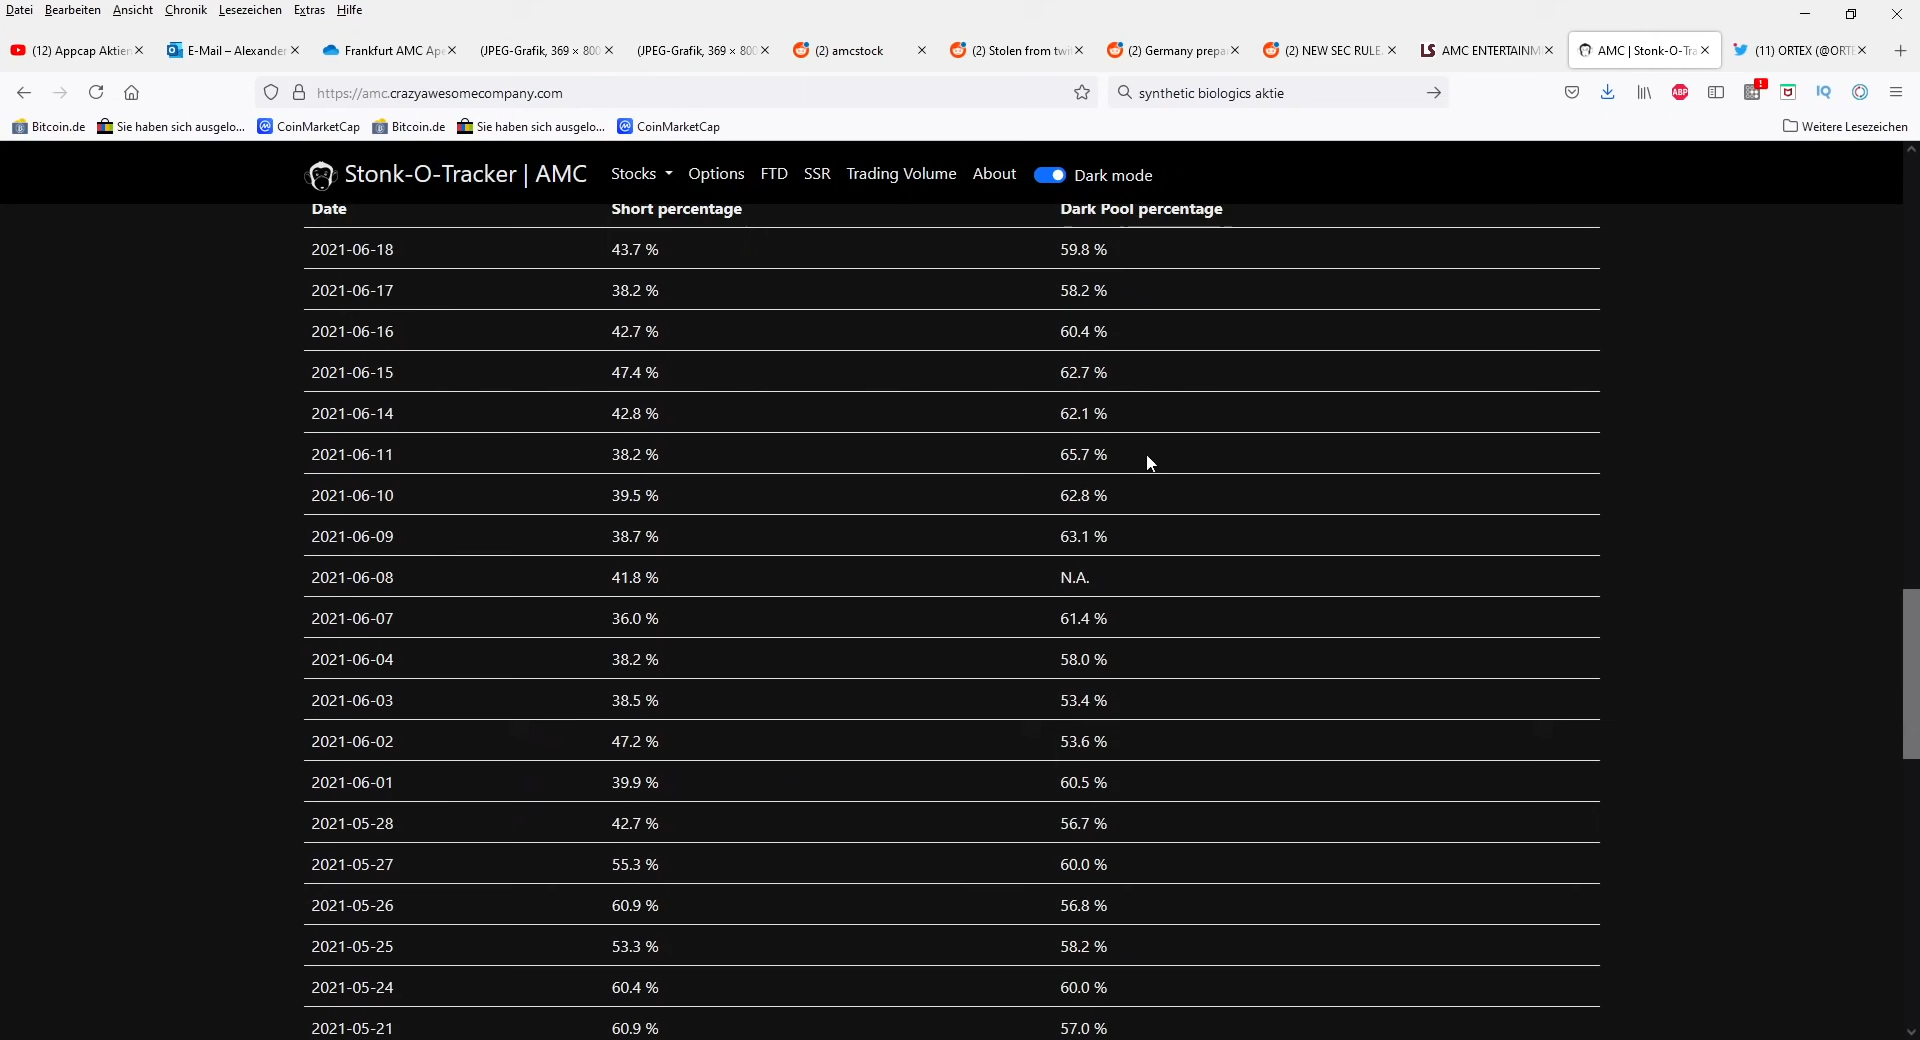 Datei Bearbeiten Ansicht Chronik Lesezeichen Extras Hilfe
(12) Appcap Aktien E-Mail – Alexander Frankfurt AMC Ape (JPEG-Grafik, 369 × 800 (JPEG-Grafik, 369 × 800 (2) amcstock (2) Stolen from twit (2) Germany prepa (2) NEW SEC RULE. LS AMC ENTERTAINM AMC | Stonk-O-Tra (11) ORTEX (@ORTE
https://amc.crazyawesomecompany.com synthetic biologics aktie ABP ! IQ
Bitcoin.de Sie haben sich ausgelo... CoinMarketCap Bitcoin.de Sie haben sich ausgelo... CoinMarketCap Weitere Lesezeichen
Stonk-O-Tracker | AMC Stocks Options FTD SSR Trading Volume About Dark mode
Date Short percentage Dark Pool percentage
2021-06-18 43.7 % 59.8 %
2021-06-17 38.2 % 58.2 %
2021-06-16 42.7 % 60.4 %
2021-06-15 47.4 % 62.7 %
2021-06-14 42.8 % 62.1 %
2021-06-11 38.2 % 65.7 %
2021-06-10 39.5 % 62.8 %
2021-06-09 38.7 % 63.1 %
2021-06-08 41.8 % N.A.
2021-06-07 36.0 % 61.4 %
2021-06-04 38.2 % 58.0 %
2021-06-03 38.5 % 53.4 %
2021-06-02 47.2 % 53.6 %
2021-06-01 39.9 % 60.5 %
2021-05-28 42.7 % 56.7 %
2021-05-27 55.3 % 60.0 %
2021-05-26 60.9 % 56.8 %
2021-05-25 53.3 % 58.2 %
2021-05-24 60.4 % 60.0 %
2021-05-21 60.9 % 57.0 %